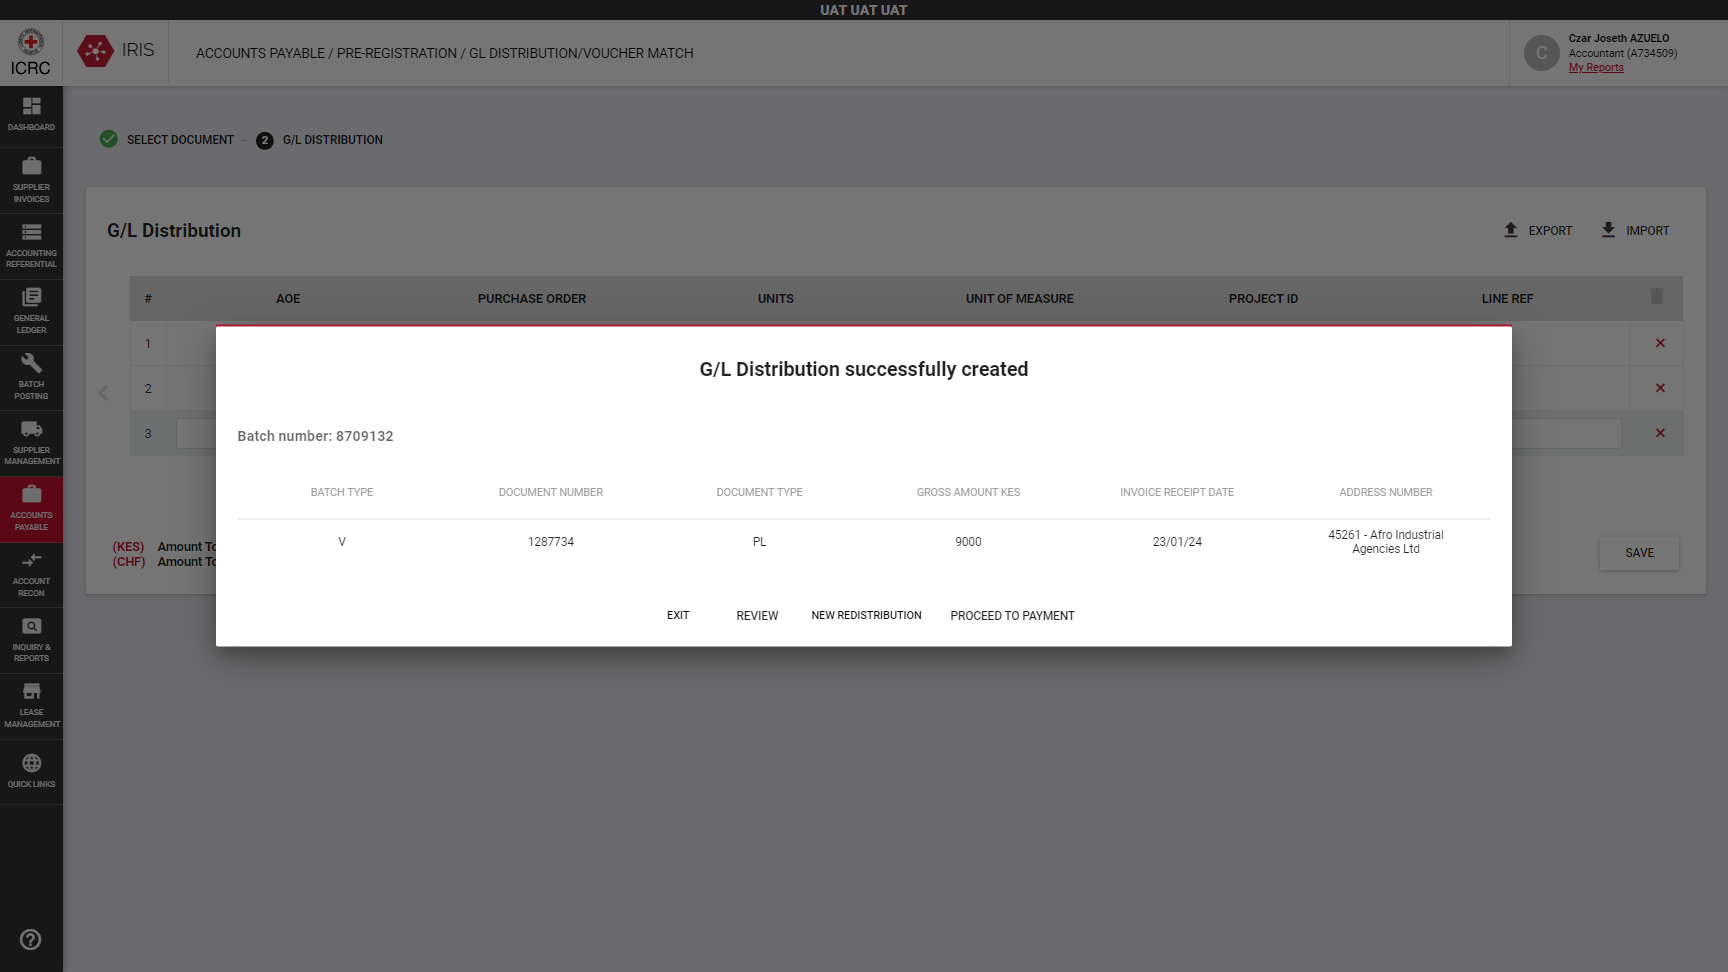 UAT UAT UAT
ICRC
IRIS
ACCOUNTS PAYABLE / PRE-REGISTRATION / GL DISTRIBUTION/VOUCHER MATCH
C
Czar Joseth AZUELO
Accountant (A734509)
My Reports
DASHBOARD
SUPPLIER
INVOICES
ACCOUNTING
REFERENTIAL
GENERAL
LEDGER
BATCH
POSTING
SUPPLIER
MANAGEMENT
ACCOUNTS
PAYABLE
ACCOUNT
RECON
INQUIRY &
REPORTS
LEASE
MANAGEMENT
QUICK LINKS
SELECT DOCUMENT
2 G/L DISTRIBUTION
G/L Distribution
EXPORT
IMPORT
# AOE PURCHASE ORDER UNITS UNIT OF MEASURE PROJECT ID LINE REF
1
2
3
(KES) Amount To
(CHF) Amount To
SAVE
G/L Distribution successfully created
Batch number: 8709132
BATCH TYPE DOCUMENT NUMBER DOCUMENT TYPE GROSS AMOUNT KES INVOICE RECEIPT DATE ADDRESS NUMBER
V 1287734 PL 9000 23/01/24 45261 - Afro Industrial
Agencies Ltd
EXIT REVIEW NEW REDISTRIBUTION PROCEED TO PAYMENT